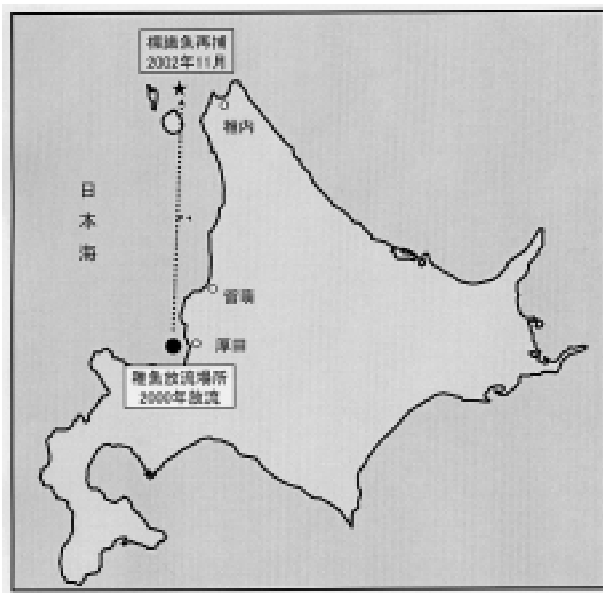 標識魚再捕
2002年11月
稚内
日本海
留萌
厚田
稚魚放流場所
2000年放流